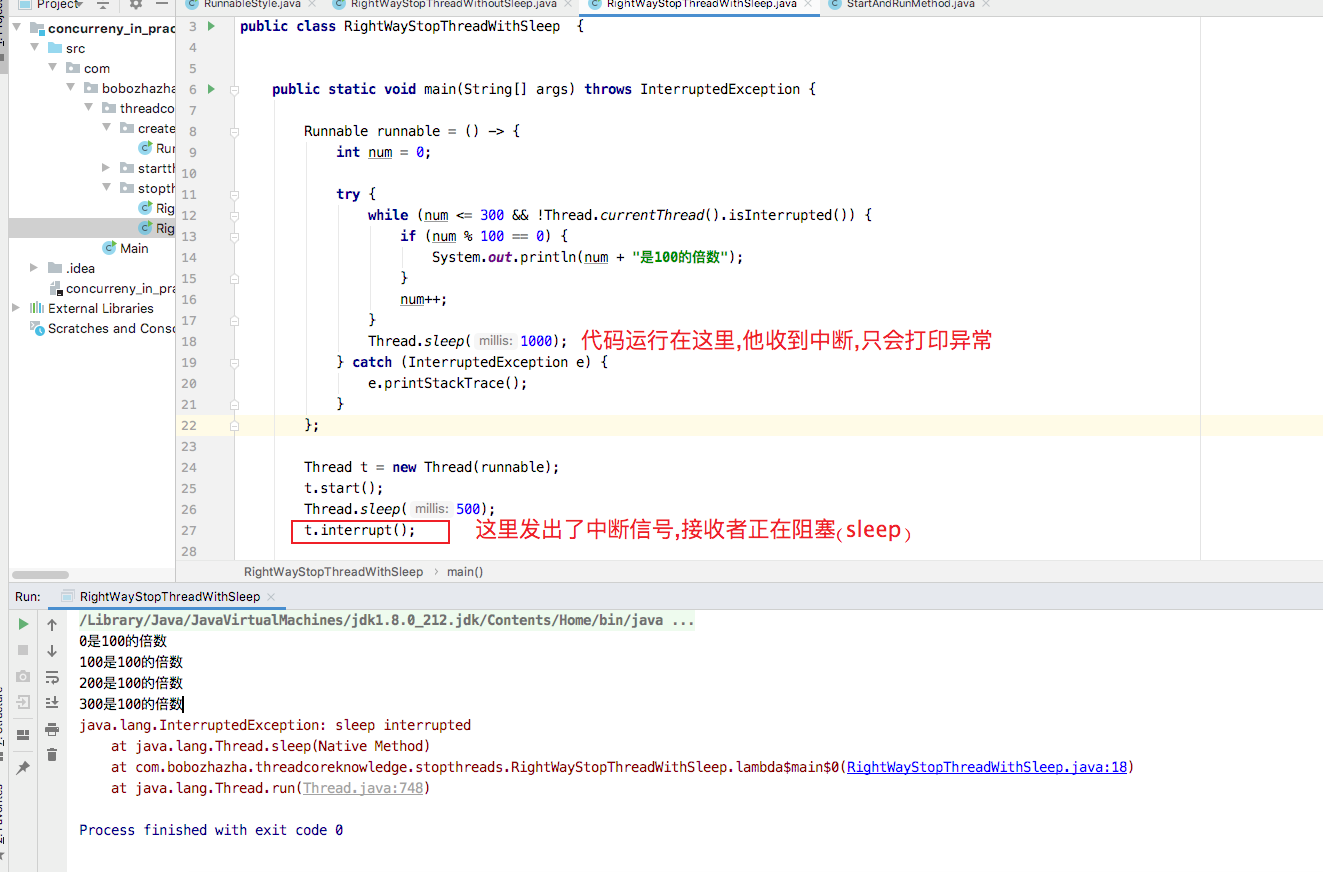 Project
RunnableStyle.java
RightWayStopThreadWithoutSleep.java
RightWayStopThreadWithSleep.java
StartAndRunMethod.java
concurreny_in_prac
src
com
bobozhazha
threadco
create
Run
startth
stopth
Rig
Rig
Main
.idea
concurreny_in_pra
External Libraries
Scratches and Conso
3 public class RightWayStopThreadWithSleep {
4
5
6 public static void main(String[] args) throws InterruptedException {
7
8 Runnable runnable = () -> {
9 int num = 0;
10
11 try {
12 while (num <= 300 && !Thread.currentThread().isInterrupted()) {
13 if (num % 100 == 0) {
14 System.out.println(num + "是100的倍数");
15 }
16 num++;
17 }
18 Thread.sleep( millis: 1000); 代码运行在这里,他收到中断,只会打印异常
19 } catch (InterruptedException e) {
20 e.printStackTrace();
21 }
22 };
23
24 Thread t = new Thread(runnable);
25 t.start();
26 Thread.sleep( millis: 500);
27 t.interrupt(); 这里发出了中断信号,接收者正在阻塞(sleep)
28
RightWayStopThreadWithSleep › main()
Run: RightWayStopThreadWithSleep
/Library/Java/JavaVirtualMachines/jdk1.8.0_212.jdk/Contents/Home/bin/java ...
0是100的倍数
100是100的倍数
200是100的倍数
300是100的倍数
java.lang.InterruptedException: sleep interrupted
at java.lang.Thread.sleep(Native Method)
at com.bobozhazha.threadcoreknowledge.stopthreads.RightWayStopThreadWithSleep.lambda$main$0(RightWayStopThreadWithSleep.java:18)
at java.lang.Thread.run(Thread.java:748)
Process finished with exit code 0